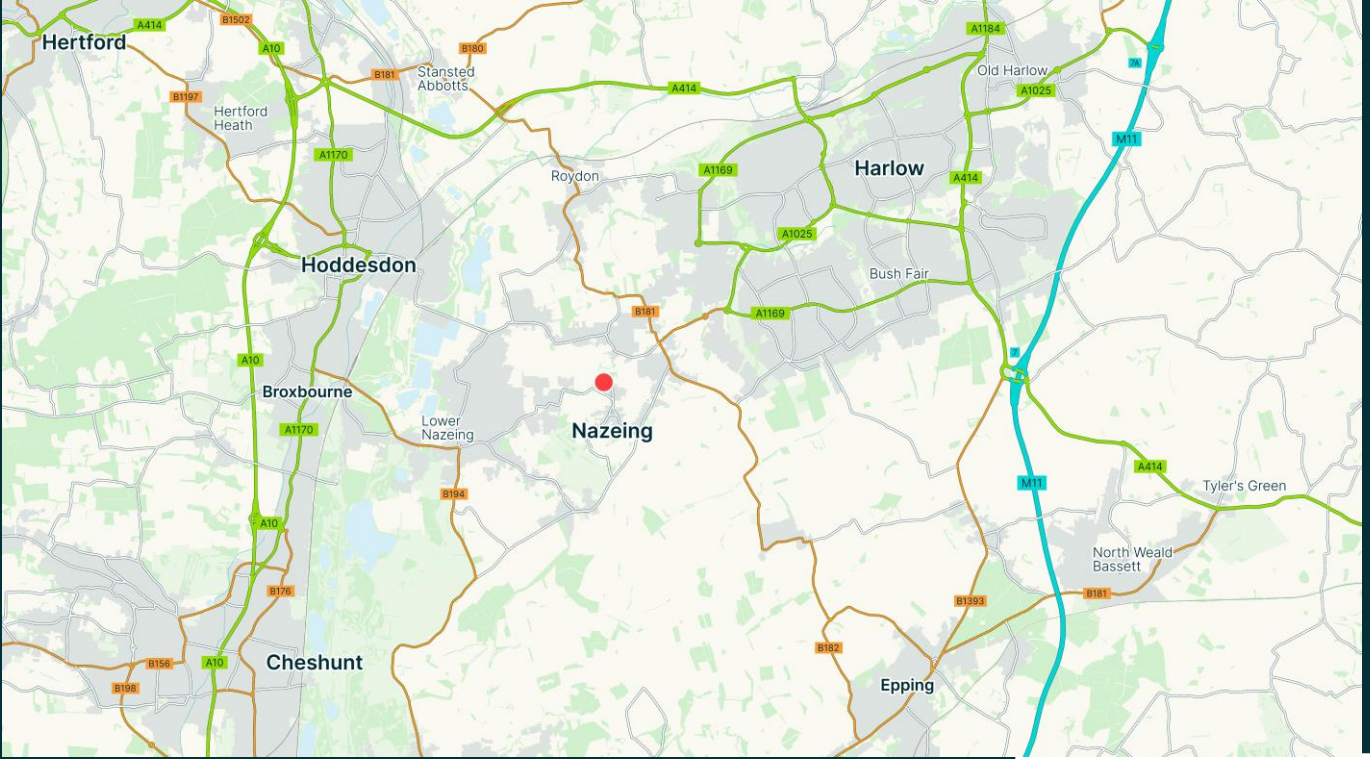 A1184
B1502
A414
Hertford
A10
B180
7A
Old Harlow
Stansted
Abbotts
B181
A414
A1025
B1197
Hertford
Heath
M11
A1170
Harlow
A1169
Roydon
A414
A1025
Hoddesdon
Bush Fair
B181
A1169
7
A10
Broxbourne
Nazeing
Lower
Nazeing
A1170
A414
M11
Tyler's Green
B194
A10
North Weald
Bassett
B176
B181
B1393
B182
B156
A10
Cheshunt
B198
Epping